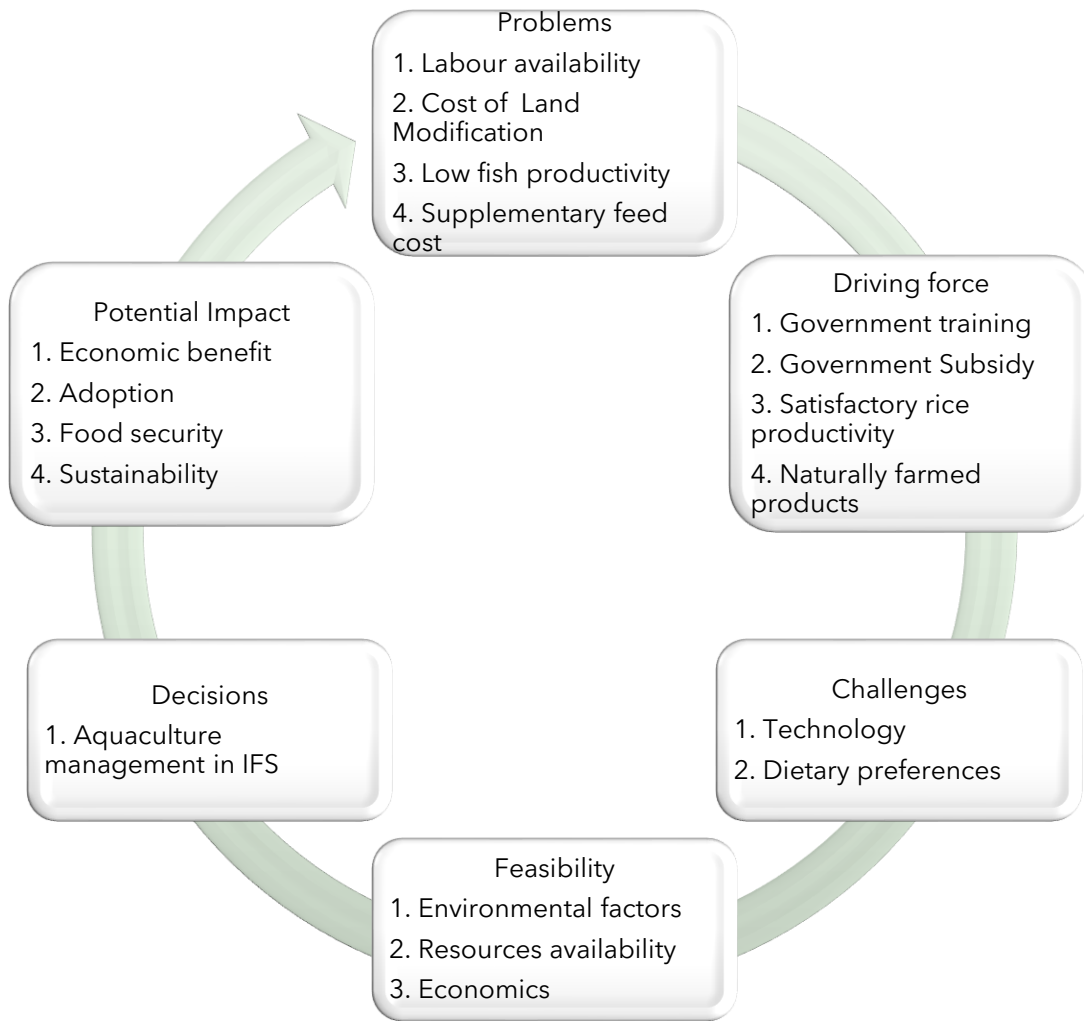 Problems
1. Labour availability
2. Cost of Land
Modification
3. Low fish productivity
4. Supplementary feed
cost
Driving force
1. Government training
2. Government Subsidy
3. Satisfactory rice
productivity
4. Naturally farmed
products
Challenges
1. Technology
2. Dietary preferences
Feasibility
1. Environmental factors
2. Resources availability
3. Economics
Decisions
1. Aquaculture
management in IFS
Potential Impact
1. Economic benefit
2. Adoption
3. Food security
4. Sustainability